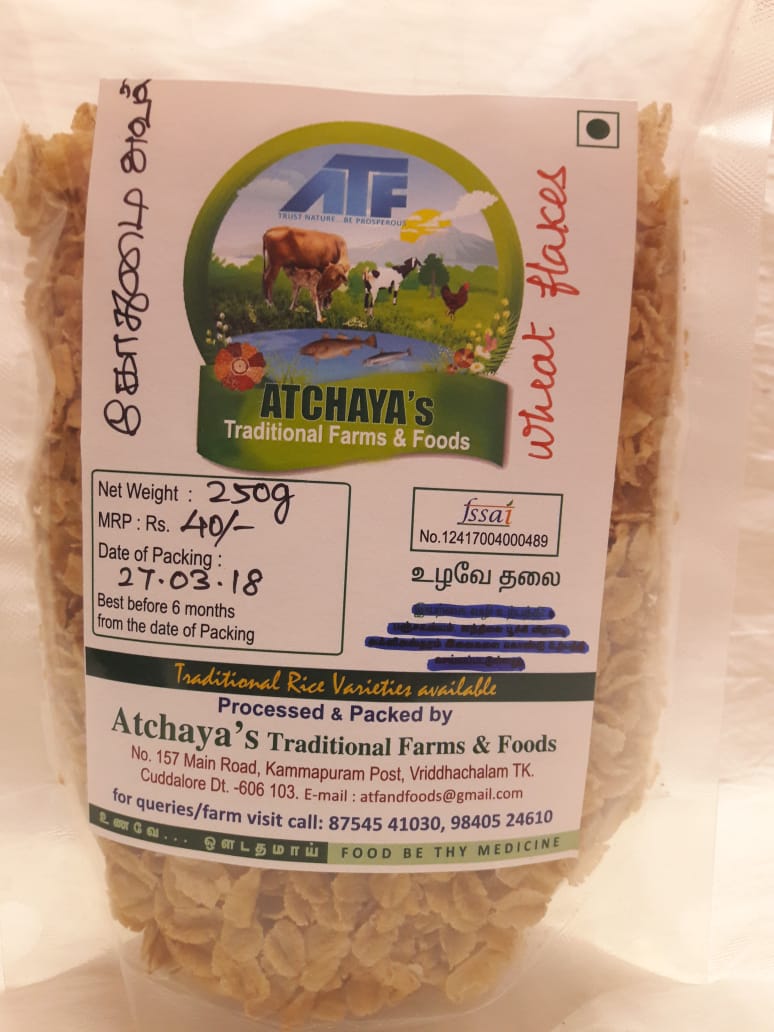 கோதுமை அவல்
ATF
TRUST NATURE...BE PROSPEROUS
wheat flakes
ATCHAYA's
Traditional Farms & Foods
Net Weight : 250g
MRP : Rs. 40/-
Date of Packing :
27.03.18
Best before 6 months
from the date of Packing
fssai
No.12417004000489
உழவே தலை
Traditional Rice Varieties available
Processed & Packed by
Atchaya's Traditional Farms & Foods
No. 157 Main Road, Kammapuram Post, Vriddhachalam TK.
Cuddalore Dt. -606 103. E-mail : atfandfoods@gmail.com
for queries/farm visit call: 87545 41030, 98405 24610
உணவே... ஔடதமாய் FOOD BE THY MEDICINE